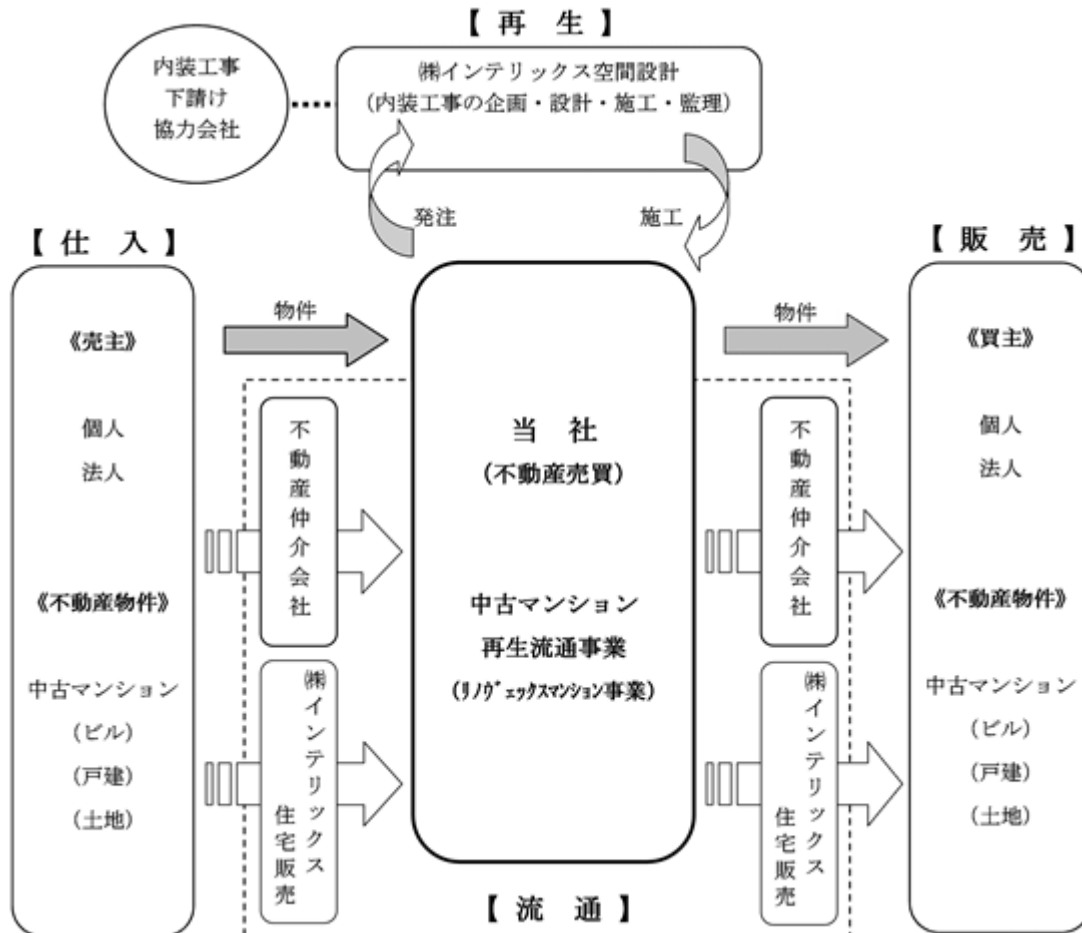 【 再　生 】
内装工事
下請け
協力会社
㈱インテリックス空間設計
（内装工事の企画・設計・施工・監理）
発注
施工
【 仕　入 】
《売主》
個人
法人
《不動産物件》
中古マンション
（ビル）
（戸建）
（土地）
物件
不動産仲介会社
㈱インテリックス
住宅販売
当　社
（不動産売買）
中古マンション
再生流通事業
（ﾘﾉｳﾞｪｯｸｽﾏﾝｼｮﾝ事業）
【 流　通 】
物件
不動産仲介会社
㈱インテリックス
住宅販売
【 販　売 】
《買主》
個人
法人
《不動産物件》
中古マンション
（ビル）
（戸建）
（土地）